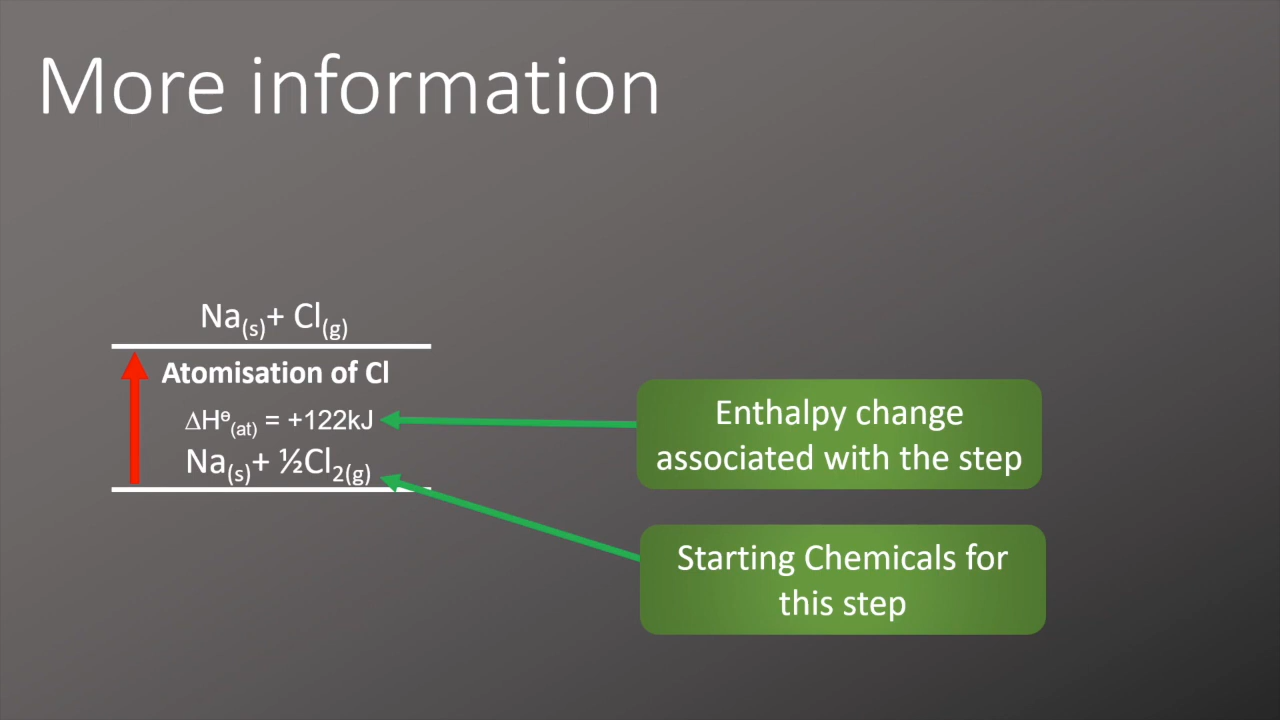 More information
Na(s)+ Cl(g)
Atomisation of Cl
∆Hᶱ(at) = +122kJ
Na(s)+ ½Cl2(g)
Enthalpy change
associated with the step
Starting Chemicals for
this step